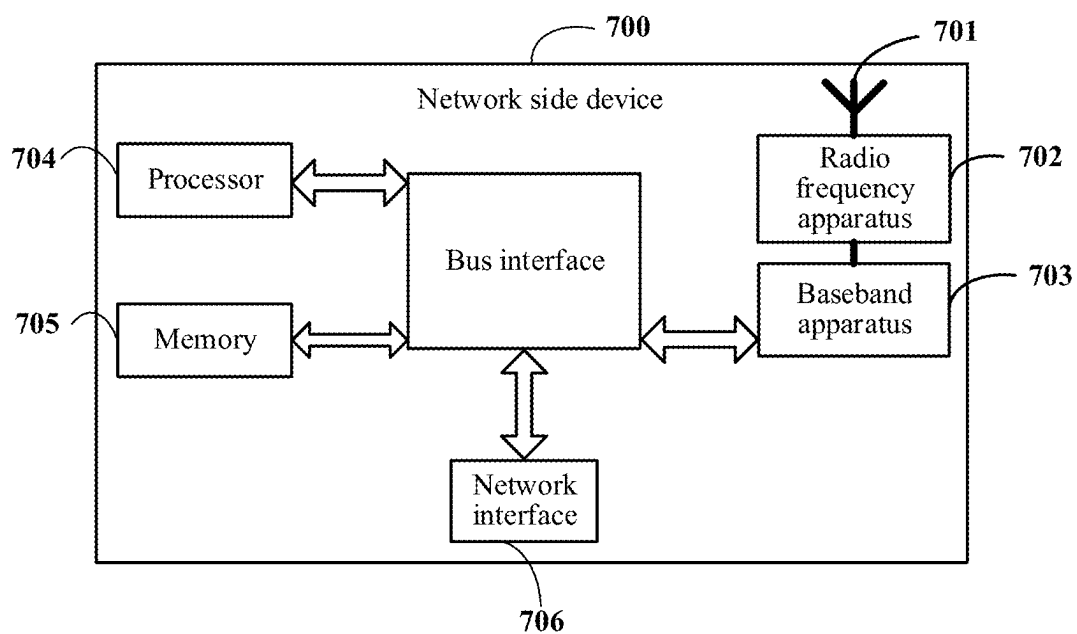 700
701
Network side device
704
Processor
Radio
frequency
apparatus
702
Bus interface
705
Memory
Baseband
apparatus
703
Network
interface
706